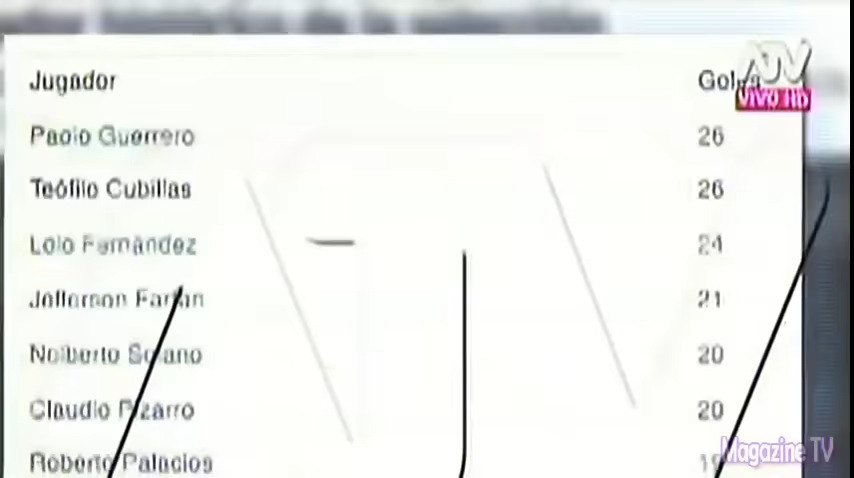 Jugador Goles
Paolo Guerrero 26
Teófilo Cubillas 26
Lolo Fernández 24
Jefferson Farfán 21
Nolberto Solano 20
Claudio Pizarro 20
Roberto Palacios 19
ATV
VIVO HD
Magazine TV